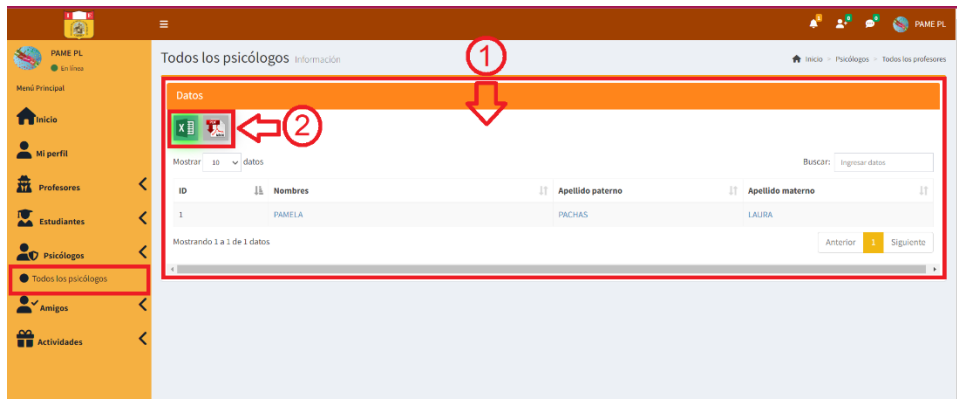 PAME PL
PAME PL
En línea
Menú Principal
Inicio
Mi perfil
Profesores
Estudiantes
Psicólogos
Todos los psicólogos
Amigos
Actividades
Todos los psicólogos Información
Inicio > Psicólogos > Todos los profesores
1
Datos
2
Mostrar 10 datos
Buscar: Ingresar datos
ID Nombres Apellido paterno Apellido materno
1 PAMELA PACHAS LAURA
Mostrando 1 a 1 de 1 datos
Anterior 1 Siguiente